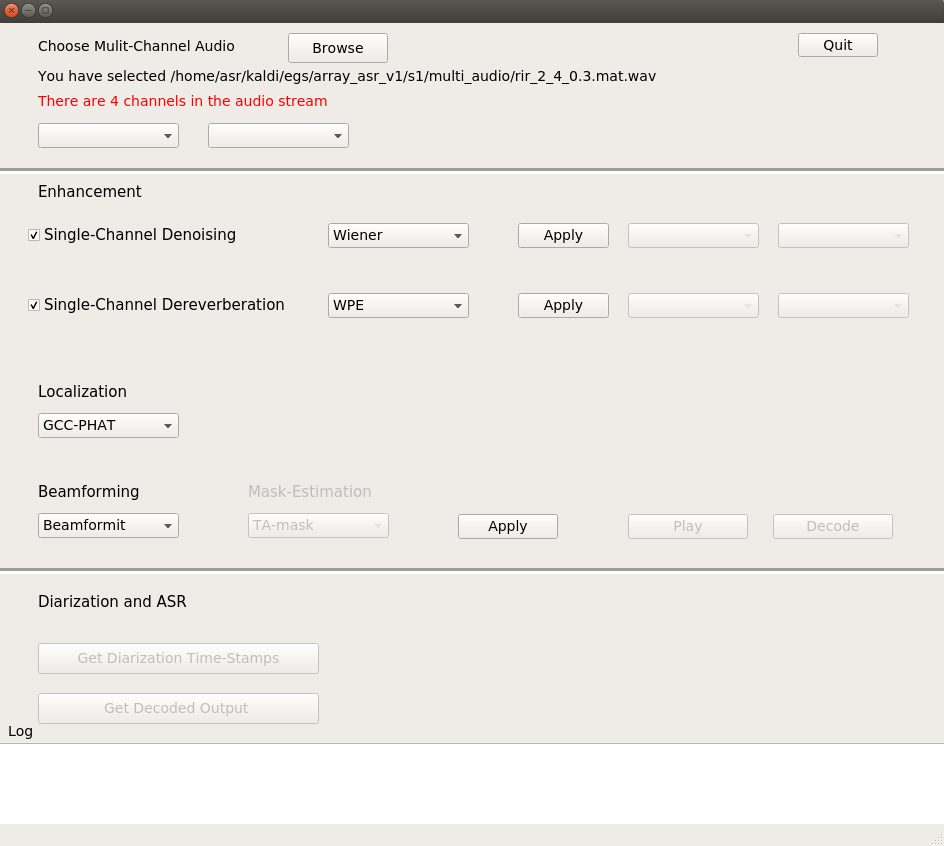 Choose Mulit-Channel Audio Browse Quit
You have selected /home/asr/kaldi/egs/array_asr_v1/s1/multi_audio/rir_2_4_0.3.mat.wav
There are 4 channels in the audio stream
Enhancement
Single-Channel Denoising Wiener Apply
Single-Channel Dereverberation WPE Apply
Localization
GCC-PHAT
Beamforming Mask-Estimation
Beamformit TA-mask Apply Play Decode
Diarization and ASR
Get Diarization Time-Stamps
Get Decoded Output
Log